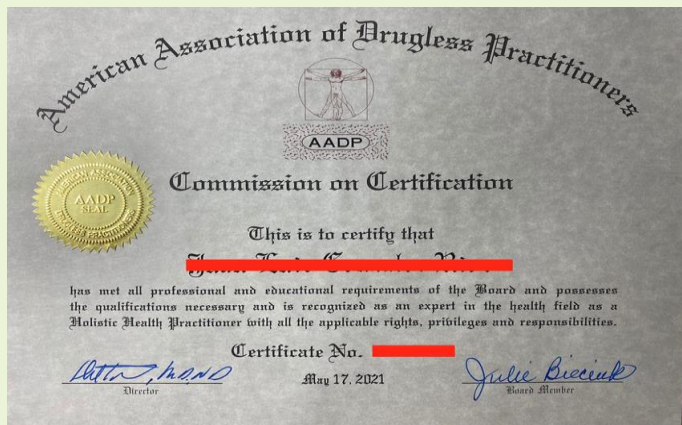 American Association of Drugless Practitioners
AADP
Commission on Certification
AADP
SEAL
This is to certify that
has met all professional and educational requirements of the Board and possesses
the qualifications necessary and is recognized as an expert in the health field as a
Holistic Health Practitioner with all the applicable rights, privileges and responsibilities.
Certificate No.
May 17, 2021
Director
Board Member